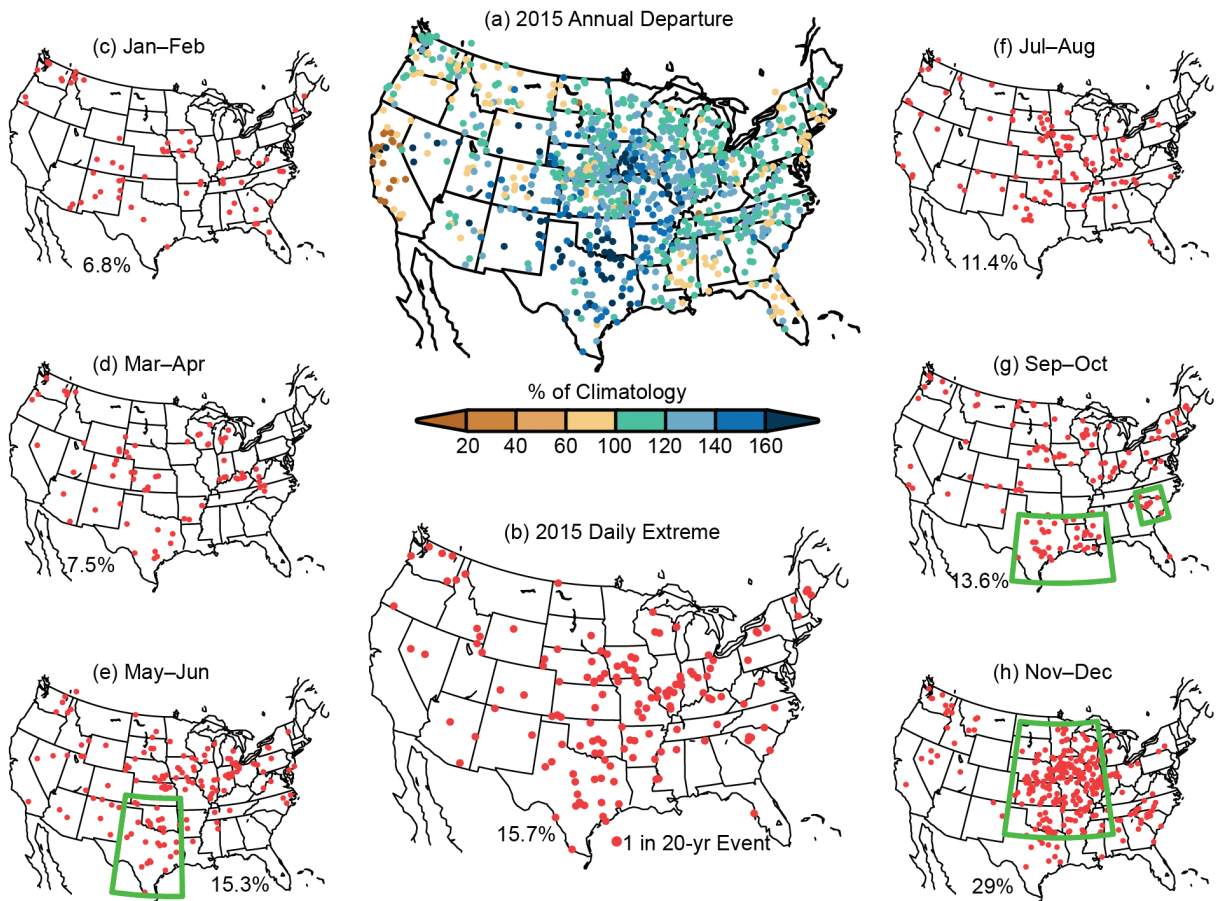 (a) 2015 Annual Departure
% of Climatology
20 40 60 100 120 140 160
(b) 2015 Daily Extreme
15.7%
1 in 20-yr Event
(c) Jan–Feb
6.8%
(d) Mar–Apr
7.5%
(e) May–Jun
15.3%
(f) Jul–Aug
11.4%
(g) Sep–Oct
13.6%
(h) Nov–Dec
29%